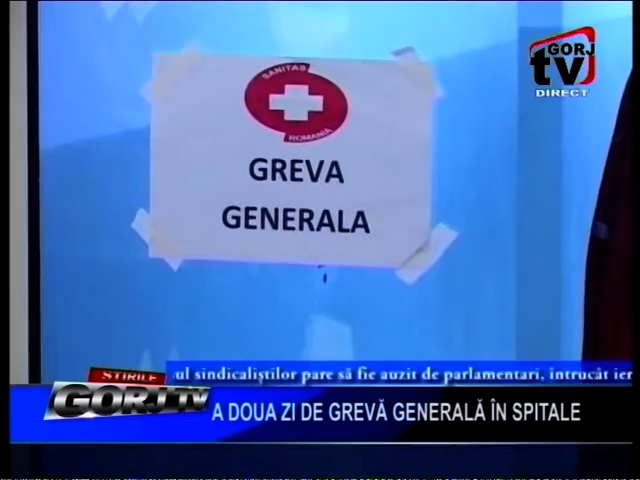 GORJ
tv
DIRECT
SANITAS
ROMANIA
GREVA
GENERALA
STIRILE
ul sindicaliștilor pare să fie auzit de parlamentari, întrucât ier
GORJ TV
A DOUA ZI DE GREVĂ GENERALĂ ÎN SPITALE